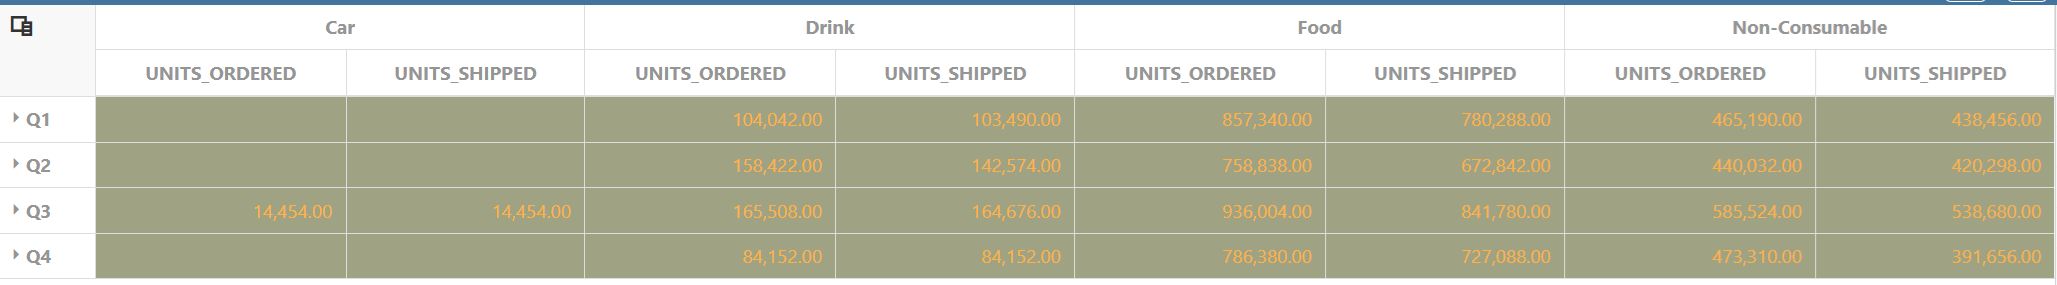 Car Drink Food Non-Consumable
UNITS_ORDERED UNITS_SHIPPED UNITS_ORDERED UNITS_SHIPPED UNITS_ORDERED UNITS_SHIPPED UNITS_ORDERED UNITS_SHIPPED
Q1 104,042.00 103,490.00 857,340.00 780,288.00 465,190.00 438,456.00
Q2 158,422.00 142,574.00 758,838.00 672,842.00 440,032.00 420,298.00
Q3 14,454.00 14,454.00 165,508.00 164,676.00 936,004.00 841,780.00 585,524.00 538,680.00
Q4 84,152.00 84,152.00 786,380.00 727,088.00 473,310.00 391,656.00